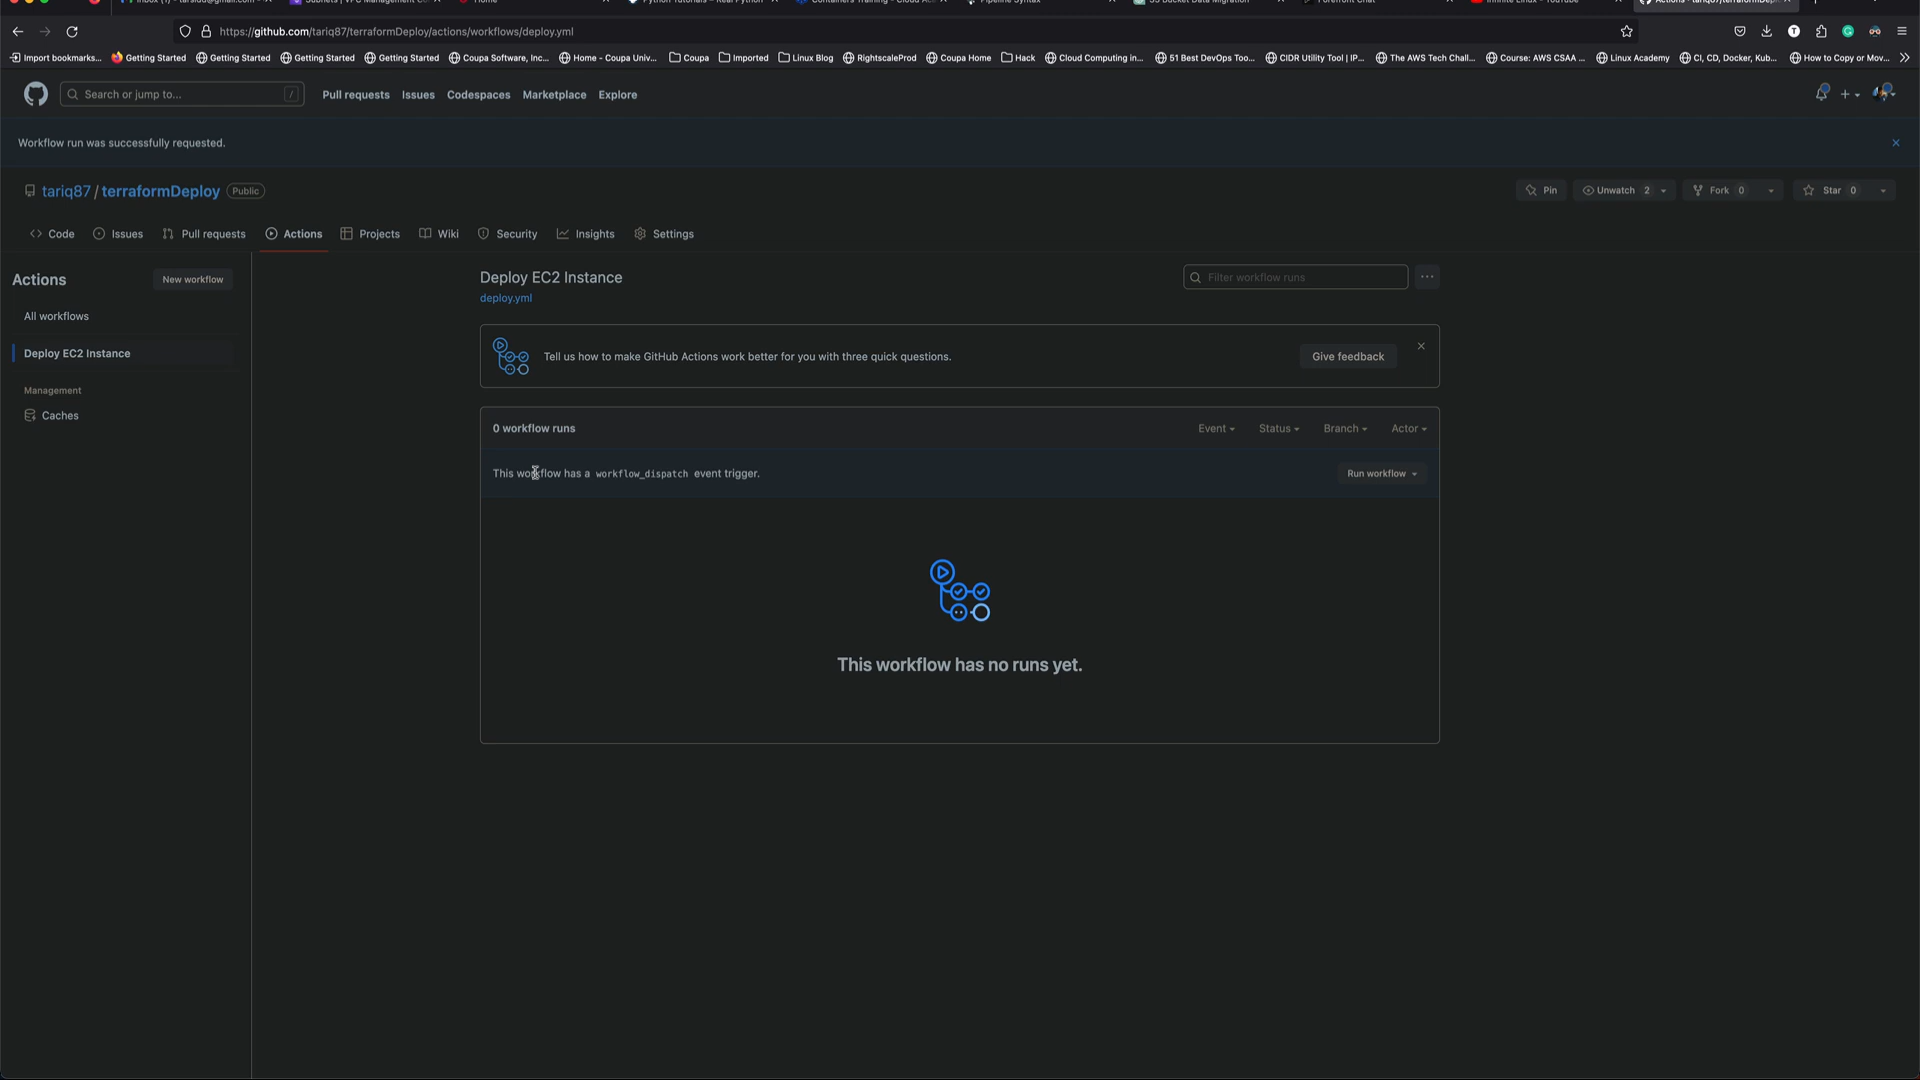 https://github.com/tariq87/terraformDeploy/actions/workflows/deploy.yml
Import bookmarks... Getting Started Getting Started Getting Started Getting Started Coupa Software, Inc... Home - Coupa Univ... Coupa Imported Linux Blog RightscaleProd Coupa Home Hack Cloud Computing in... 51 Best DevOps Too... CIDR Utility Tool | IP... The AWS Tech Chall... Course: AWS CSAA ... Linux Academy CI, CD, Docker, Kub... How to Copy or Mov...
Search or jump to... / Pull requests Issues Codespaces Marketplace Explore
Workflow run was successfully requested.
tariq87 / terraformDeploy Public Pin Unwatch 2 Fork 0 Star 0
Code Issues Pull requests Actions Projects Wiki Security Insights Settings
Actions New workflow
All workflows
Deploy EC2 Instance
Management
Caches
Deploy EC2 Instance
deploy.yml
Filter workflow runs
Tell us how to make GitHub Actions work better for you with three quick questions. Give feedback
0 workflow runs Event Status Branch Actor
This workflow has a workflow_dispatch event trigger. Run workflow
This workflow has no runs yet.